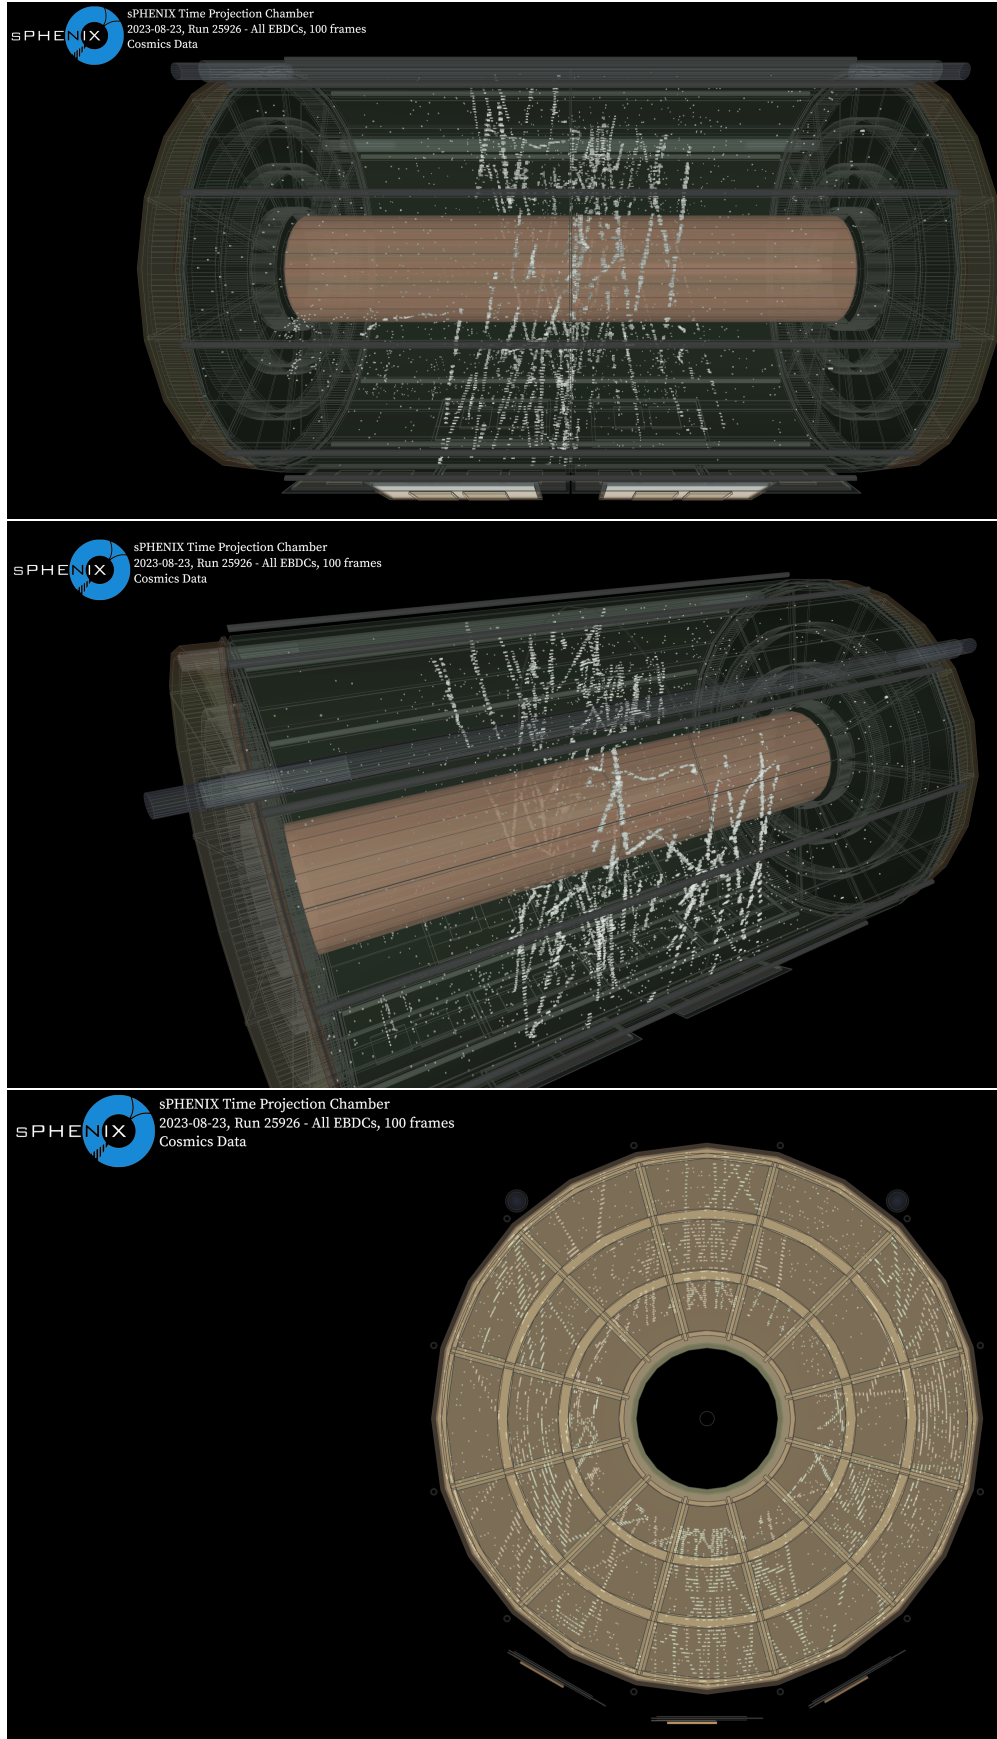 sPHENIX
sPHENIX Time Projection Chamber
2023-08-23, Run 25926 - All EBDCs, 100 frames
Cosmics Data
sPHENIX
sPHENIX Time Projection Chamber
2023-08-23, Run 25926 - All EBDCs, 100 frames
Cosmics Data
sPHENIX
sPHENIX Time Projection Chamber
2023-08-23, Run 25926 - All EBDCs, 100 frames
Cosmics Data